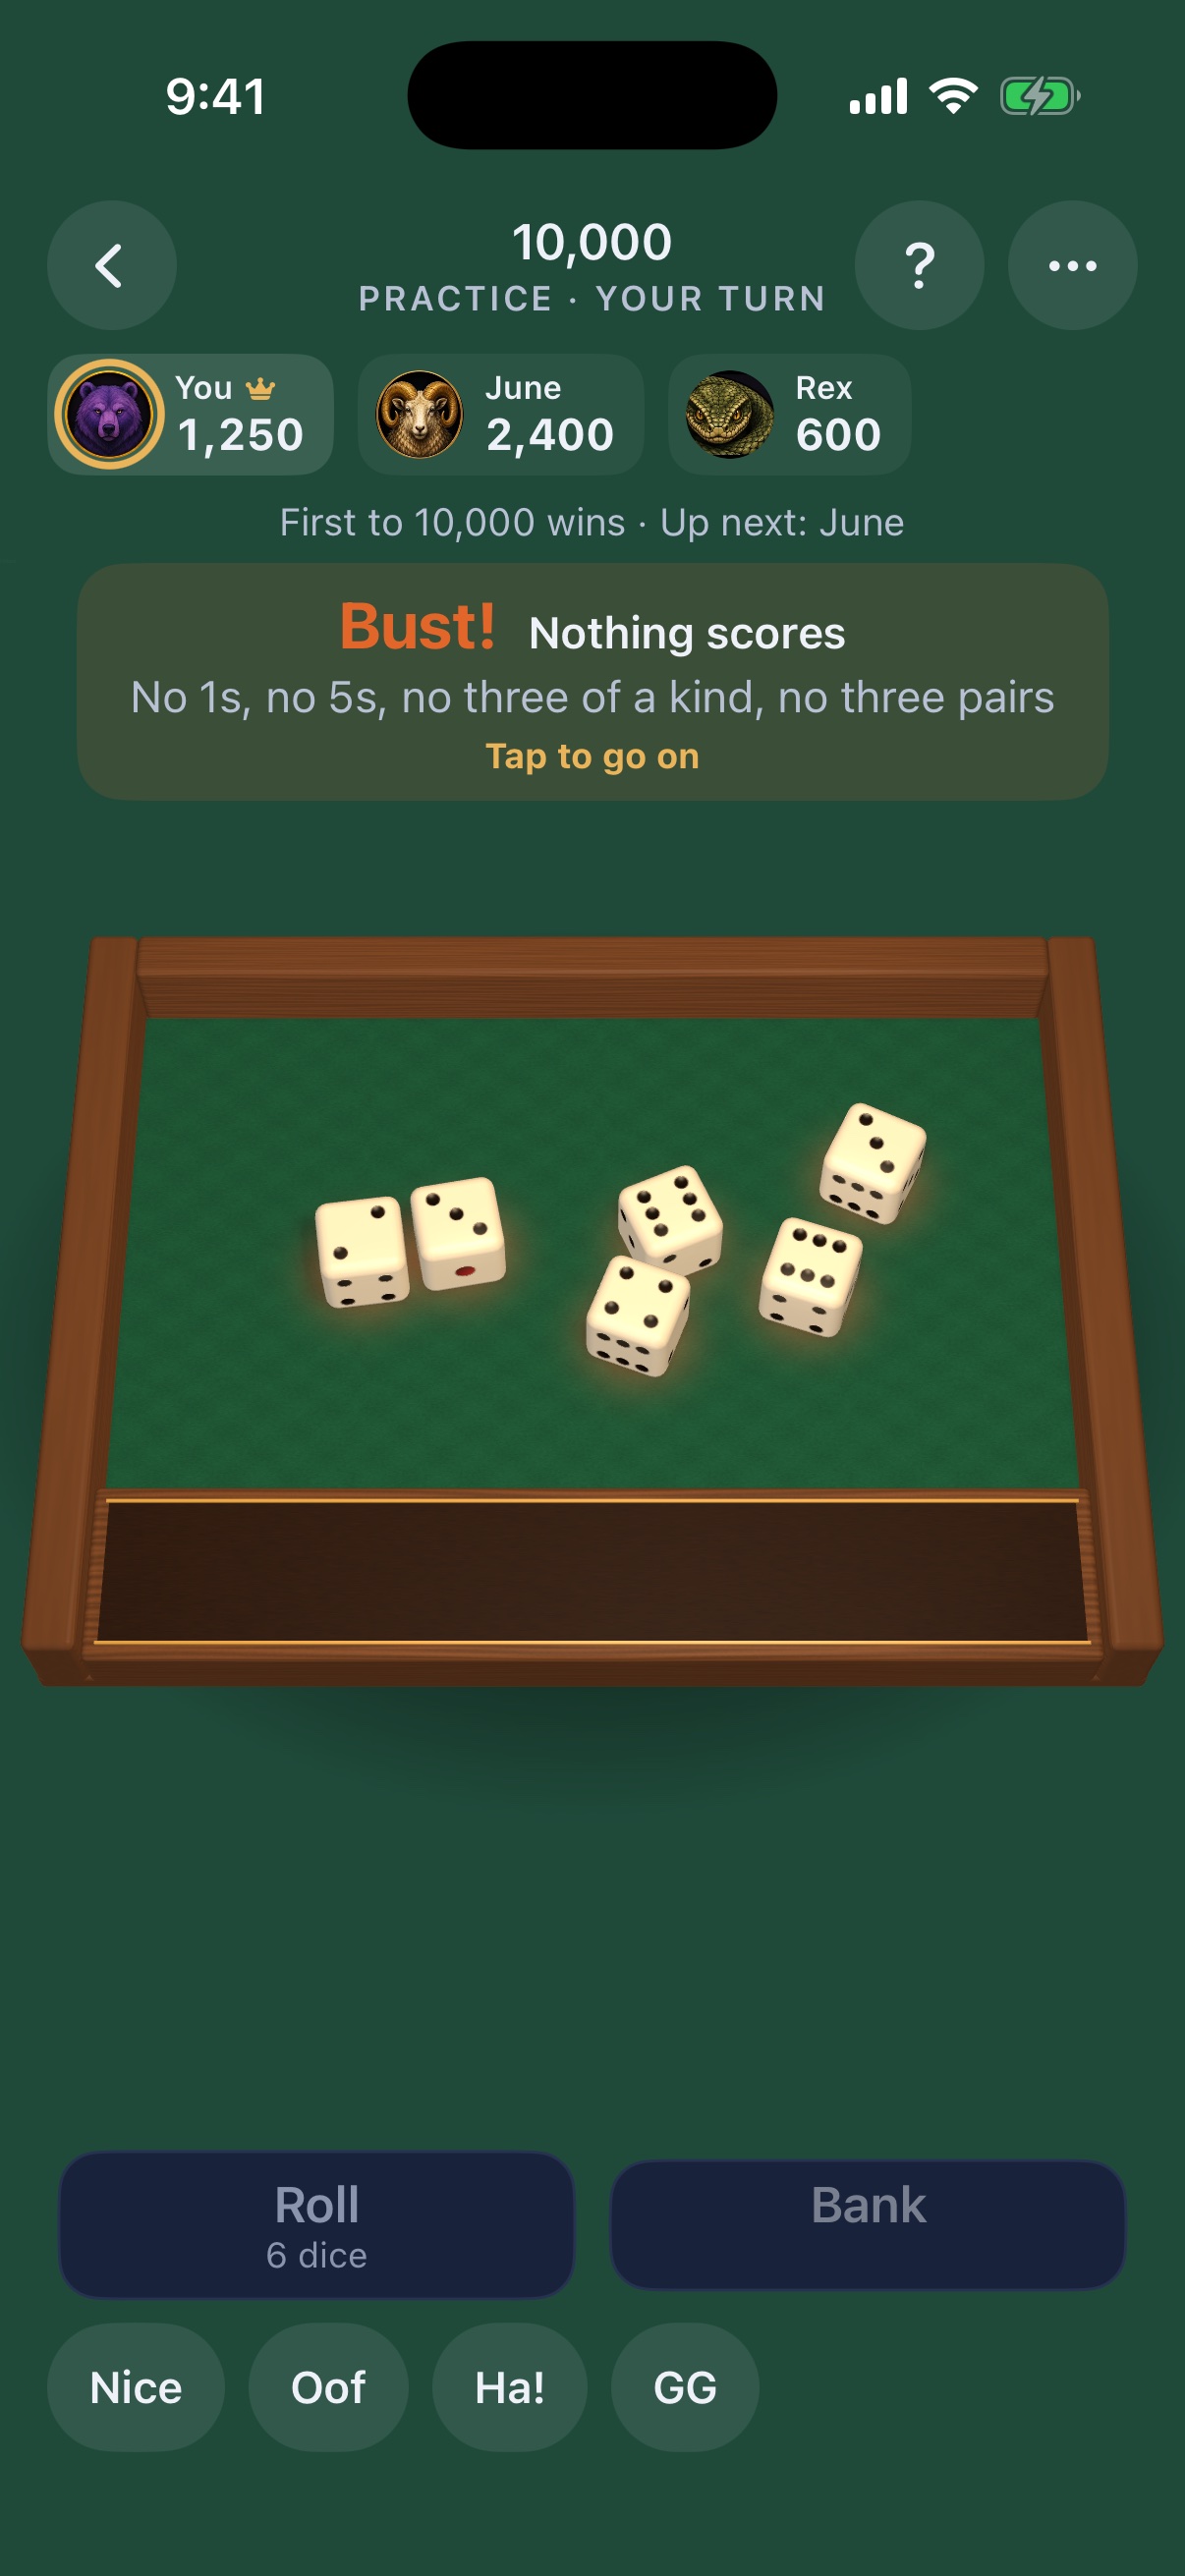 9:41
10,000
?
PRACTICE · YOUR TURN
You
1,250
June
2,400
Rex
600
First to 10,000 wins · Up next: June
Bust! Nothing scores
No 1s, no 5s, no three of a kind, no three pairs
Tap to go on
Roll
6 dice
Bank
Nice
Oof
Ha!
GG